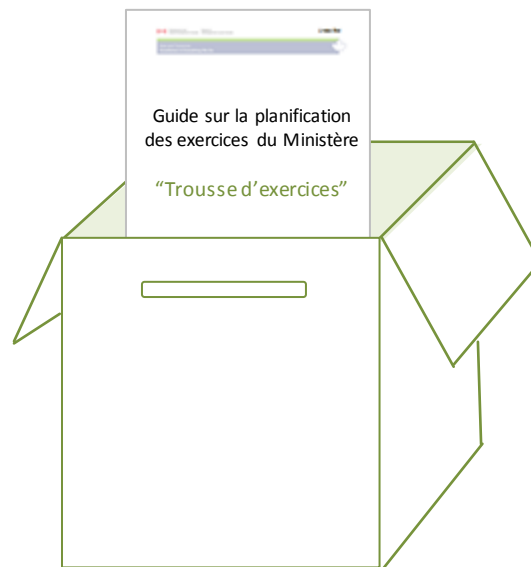 Guide sur la planification
des exercices du Ministère
“Trousse d’exercices”